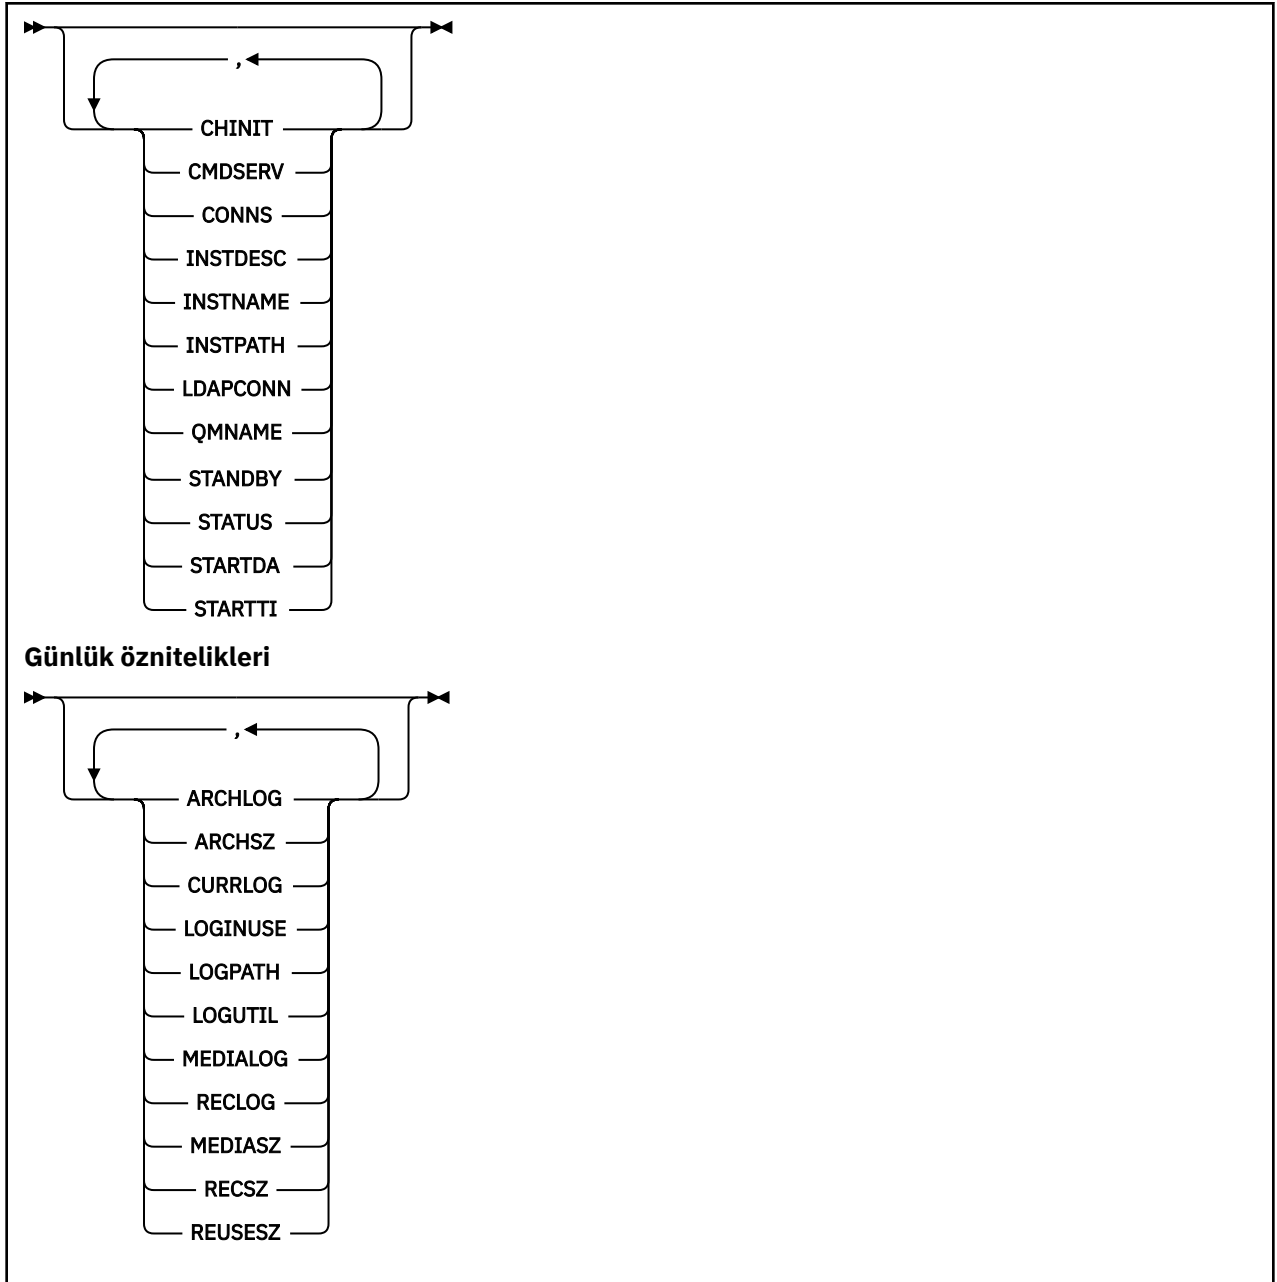 ,
CHINIT
CMDSERV
CONNS
INSTDESC
INSTNAME
INSTPATH
LDAPCONN
QMNAME
STANDBY
STATUS
STARTDA
STARTTI
Günlük öznitelikleri
,
ARCHLOG
ARCHSZ
CURRLOG
LOGINUSE
LOGPATH
LOGUTIL
MEDIALOG
RECLOG
MEDIASZ
RECSZ
REUSESZ